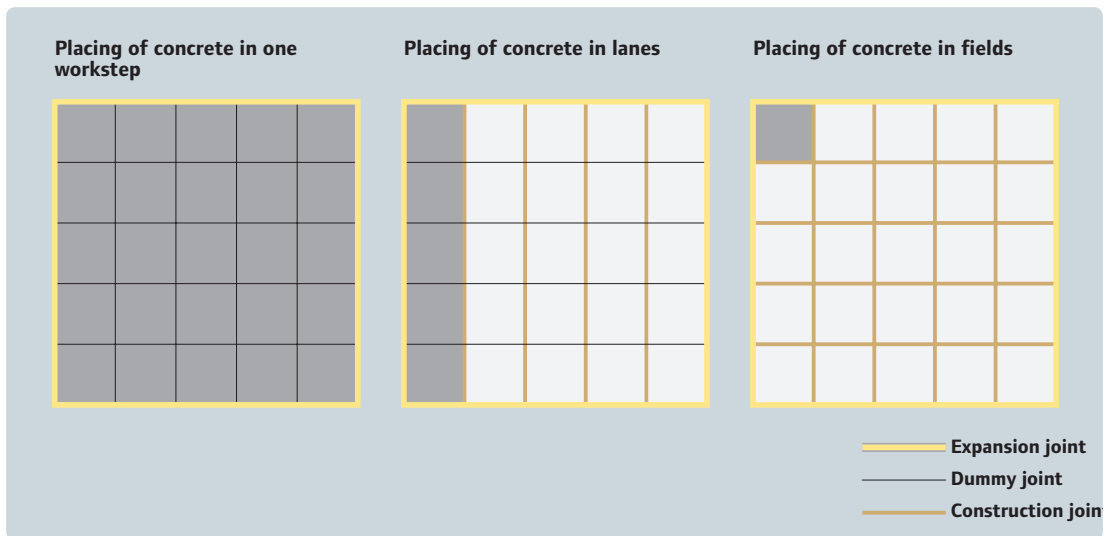 Placing of concrete in one
workstep
Placing of concrete in lanes
Placing of concrete in fields
Expansion joint
Dummy joint
Construction joint